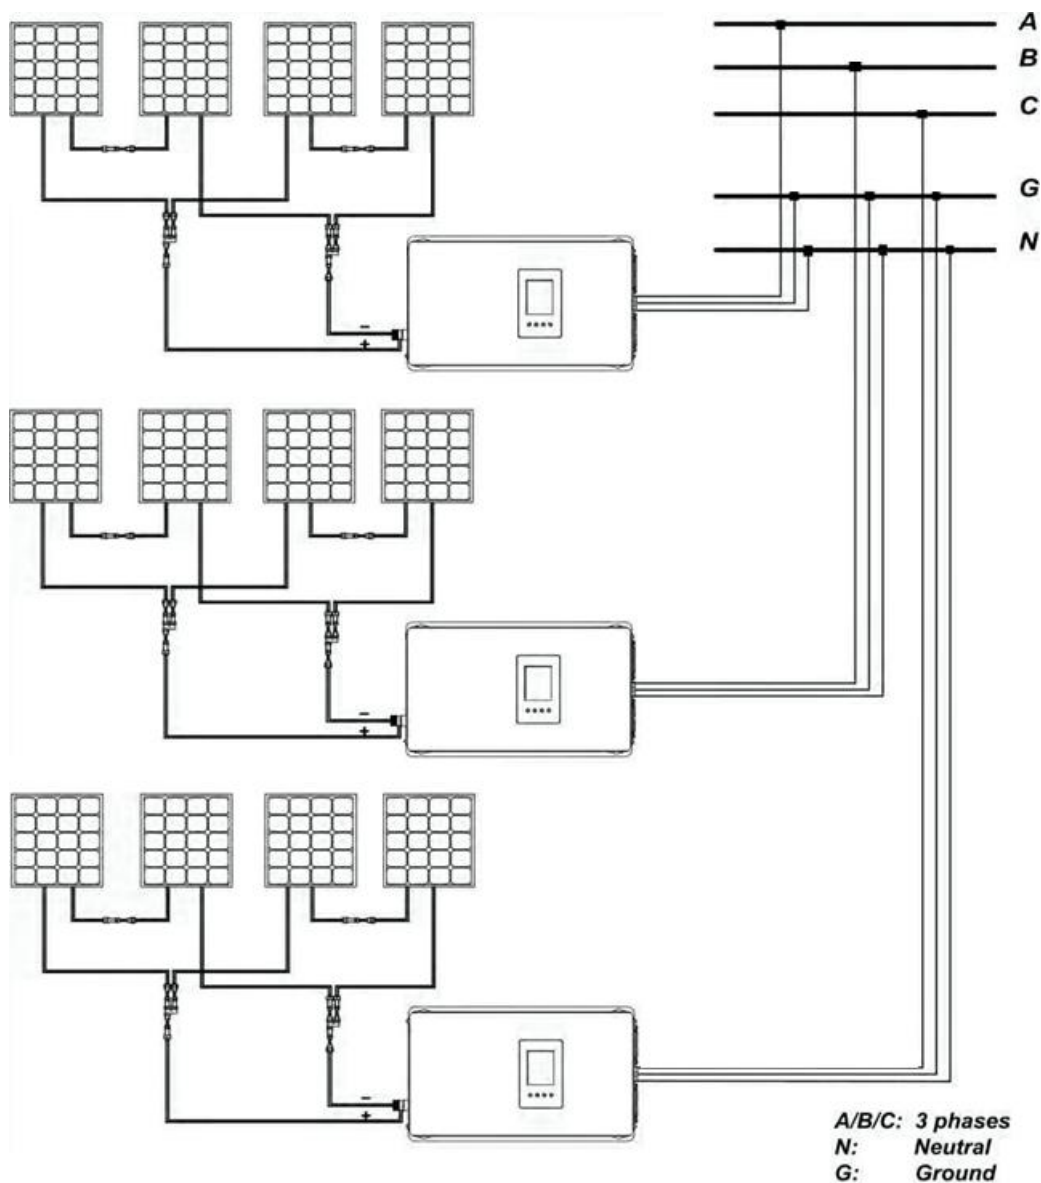 A
B
C
G
N
–
+
–
+
–
+
A/B/C: 3 phases
N: Neutral
G: Ground